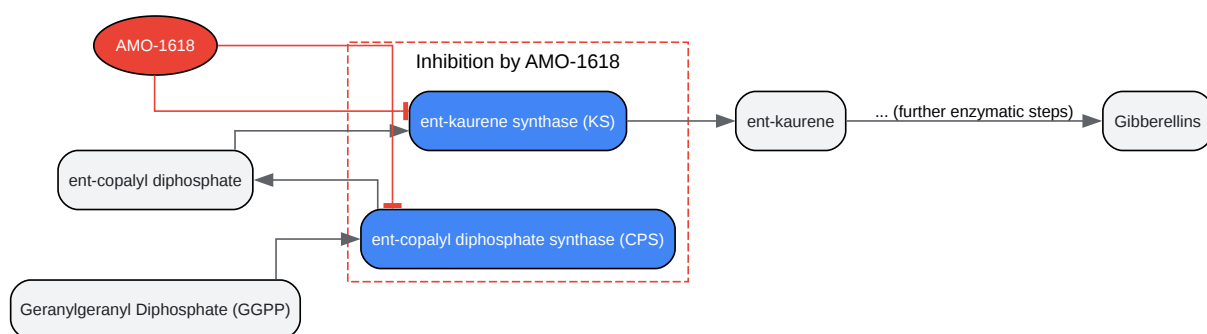 AMO-1618
Inhibition by AMO-1618
ent-kaurene synthase (KS)
ent-kaurene
... (further enzymatic steps)
Gibberellins
ent-copalyl diphosphate
ent-copalyl diphosphate synthase (CPS)
Geranylgeranyl Diphosphate (GGPP)